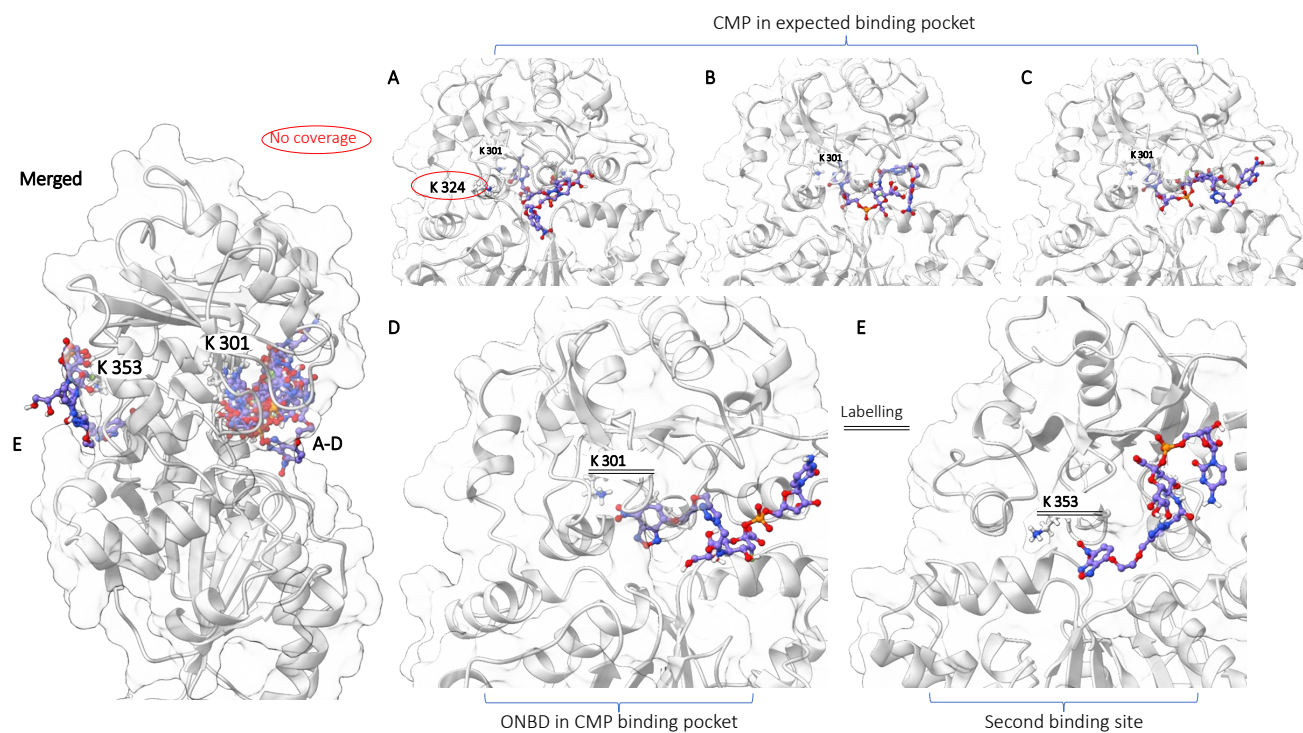 CMP in expected binding pocket
A
B
C
K 301
K 324
K 301
K 301
No coverage
Merged
K 353
K 301
E
A-D
D
K 301
Labelling
E
K 353
ONBD in CMP binding pocket
Second binding site